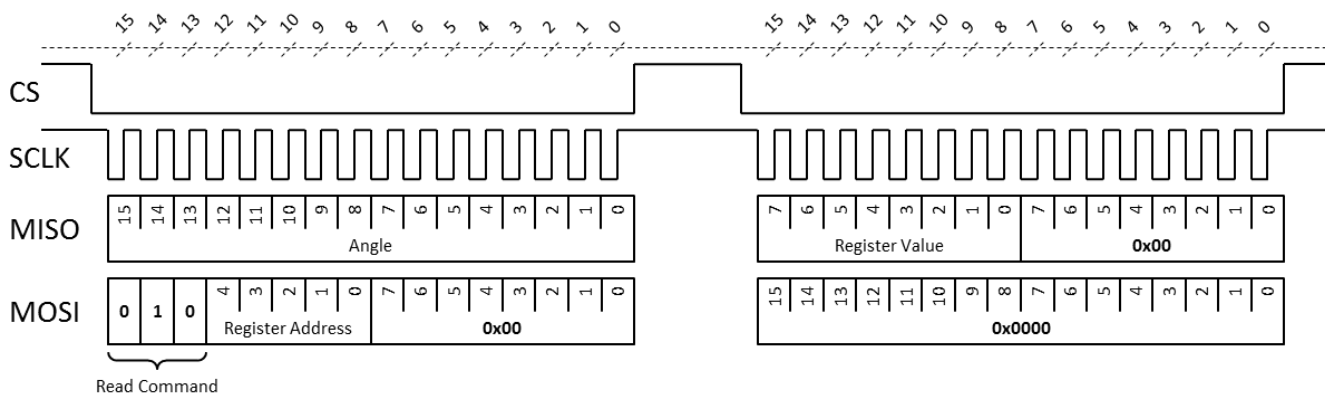 15 14 13 12 11 10 9 8 7 6 5 4 3 2 1 0 15 14 13 12 11 10 9 8 7 6 5 4 3 2 1 0
CS
SCLK
MISO 15 14 13 12 11 10 9 8 7 6 5 4 3 2 1 0 7 6 5 4 3 2 1 0 7 6 5 4 3 2 1 0
Angle Register Value 0x00
MOSI 0 1 0 4 3 2 1 0 7 6 5 4 3 2 1 0 15 14 13 12 11 10 9 8 7 6 5 4 3 2 1 0
Register Address 0x00 0x0000
Read Command